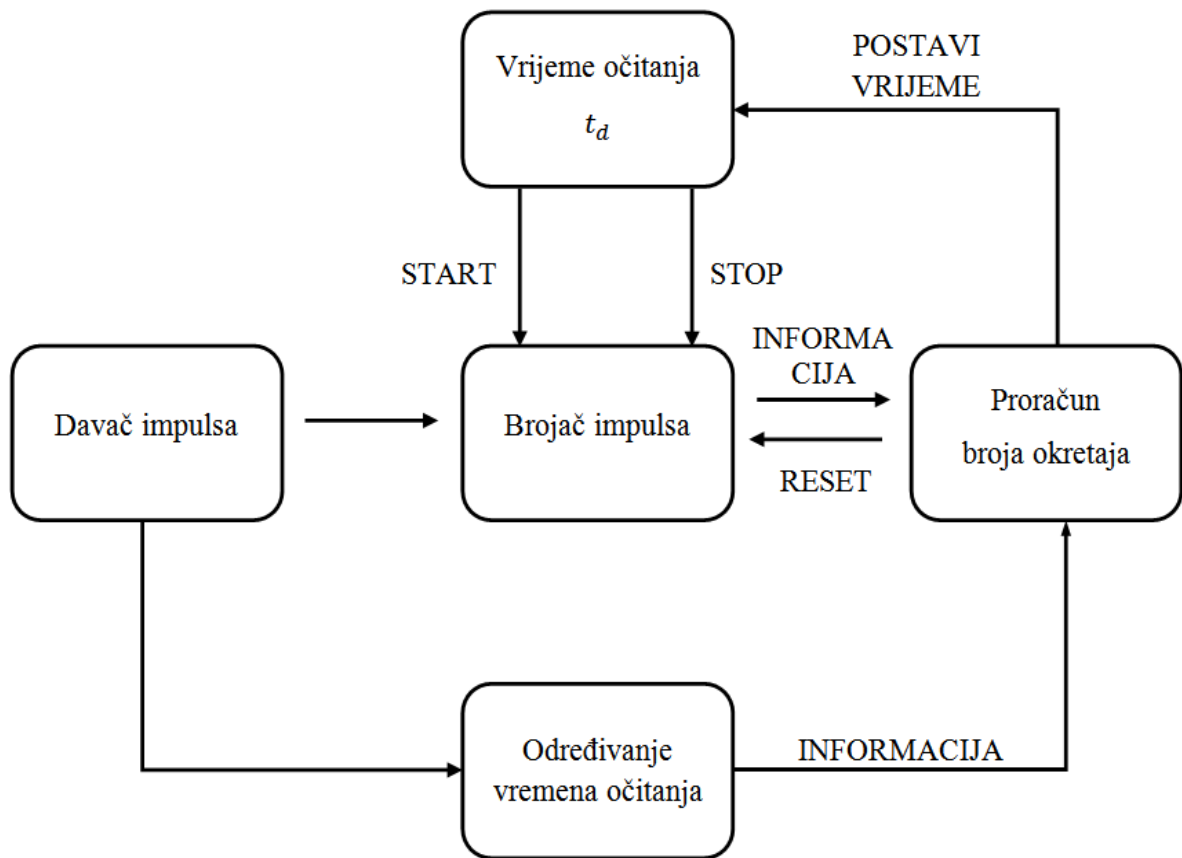 Vrijeme očitanja
t_d
POSTAVI
VRIJEME
START
STOP
INFORMA
CIJA
Davač impulsa
Brojač impulsa
Proračun
broja okretaja
RESET
Određivanje
vremena očitanja
INFORMACIJA